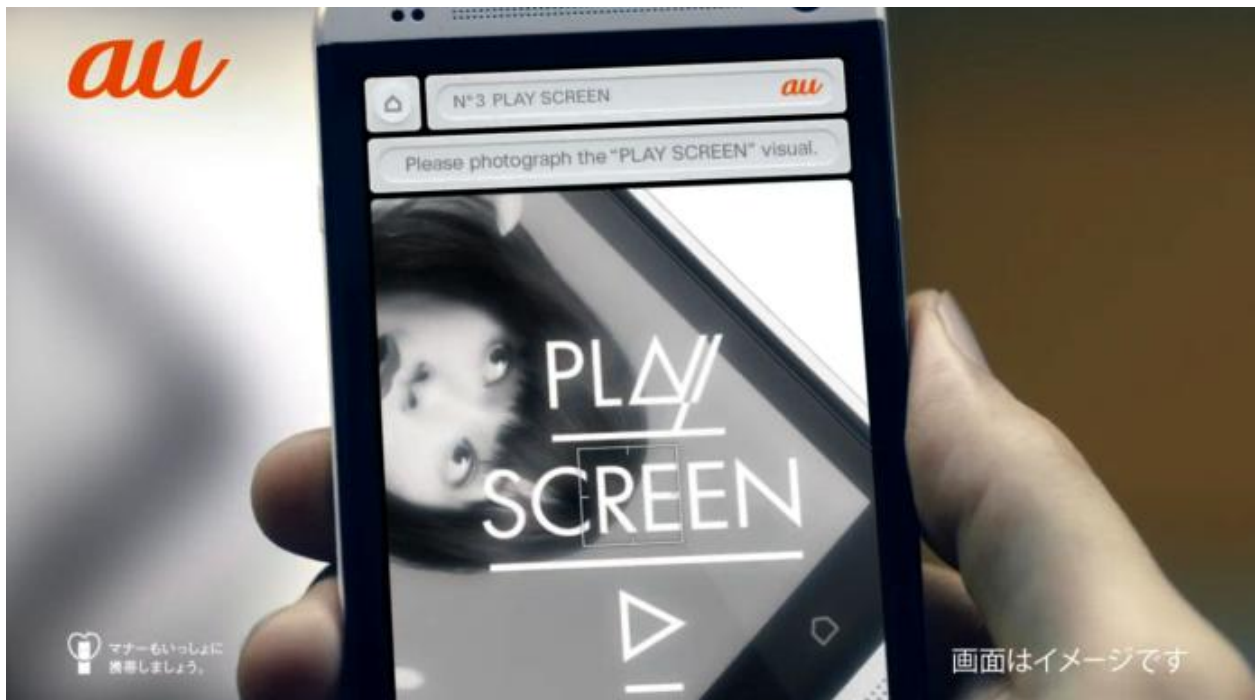 au
N°3 PLAY SCREEN
au
Please photograph the “PLAY SCREEN” visual.
PLAY
SCREEN
マナーもいっしょに
携帯しましょう。
画面はイメージです